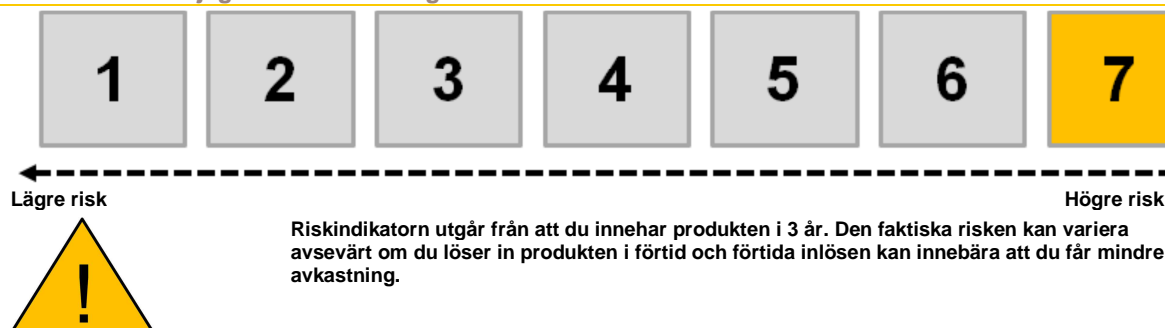 1 2 3 4 5 6 7
Lägre risk Högre risk
Riskindikatorn utgår från att du innehar produkten i 3 år. Den faktiska risken kan variera
avsevärt om du löser in produkten i förtid och förtida inlösen kan innebära att du får mindre
avkastning.
!